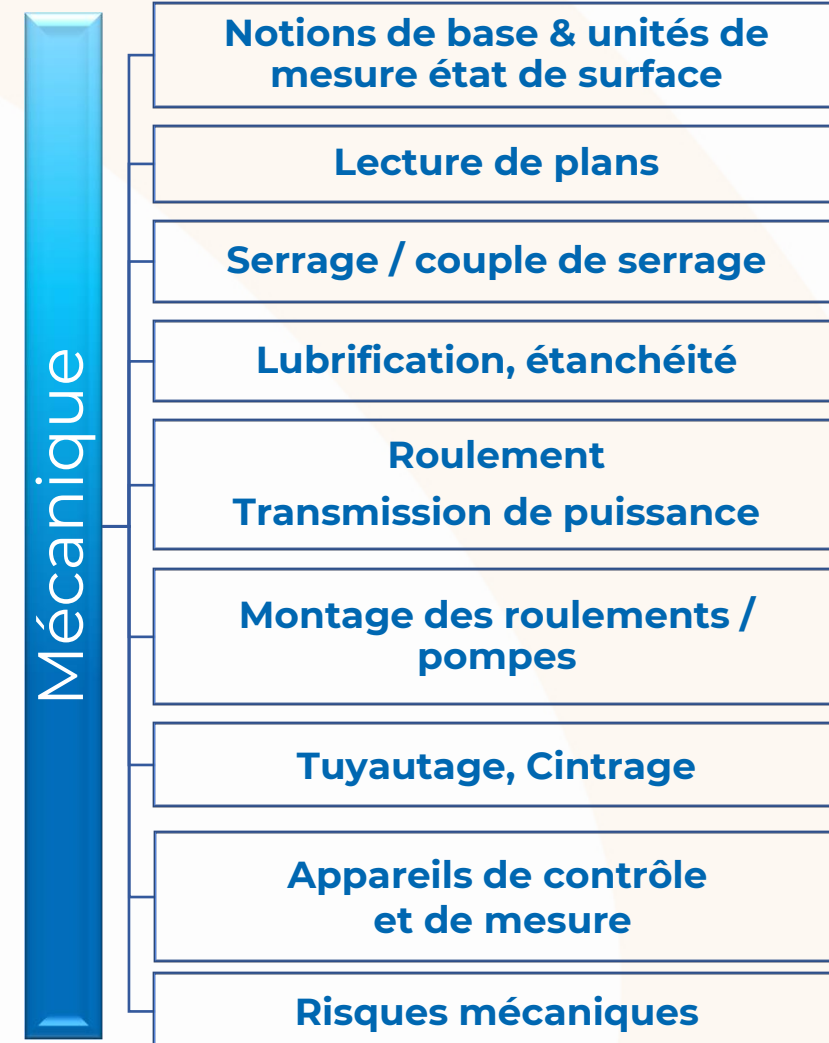 Mécanique
Notions de base & unités de
mesure état de surface
Lecture de plans
Serrage / couple de serrage
Lubrification, étanchéité
Roulement
Transmission de puissance
Montage des roulements /
pompes
Tuyautage, Cintrage
Appareils de contrôle
et de mesure
Risques mécaniques